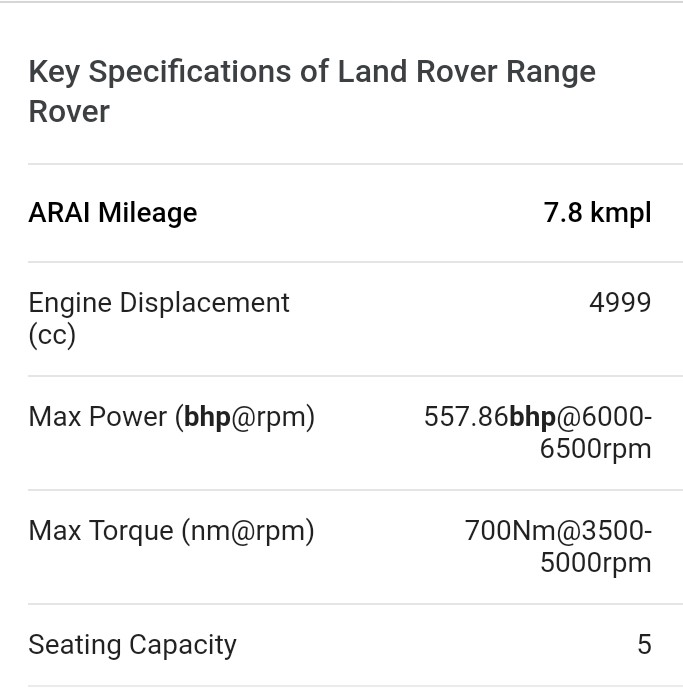 Key Specifications of Land Rover Range
Rover
ARAI Mileage 7.8 kmpl
Engine Displacement 4999
(cc)
Max Power (bhp@rpm) 557.86bhp@6000-
6500rpm
Max Torque (nm@rpm) 700Nm@3500-
5000rpm
Seating Capacity 5